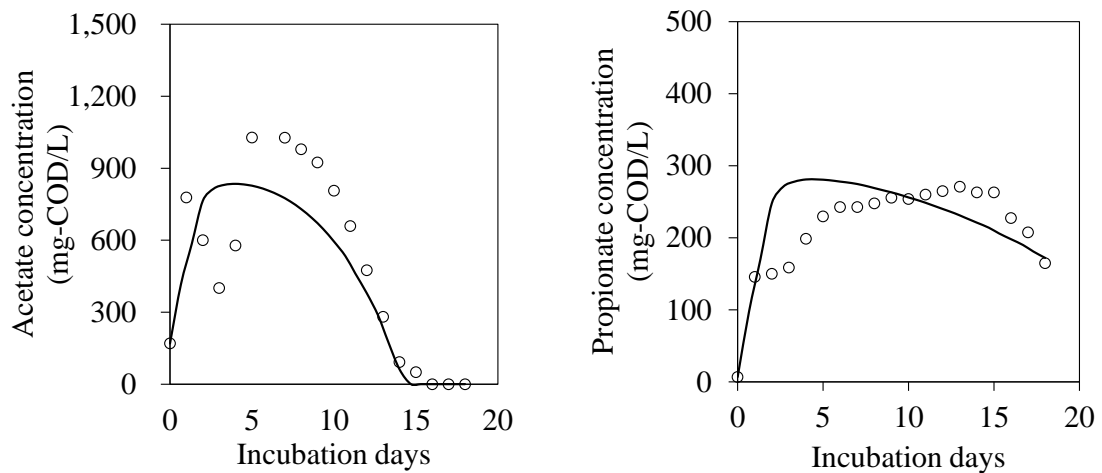 Acetate concentration
(mg-COD/L)
1,500
1,200
900
600
300
0
0 5 10 15 20
Incubation days
Propionate concentration
(mg-COD/L)
500
400
300
200
100
0
0 5 10 15 20
Incubation days